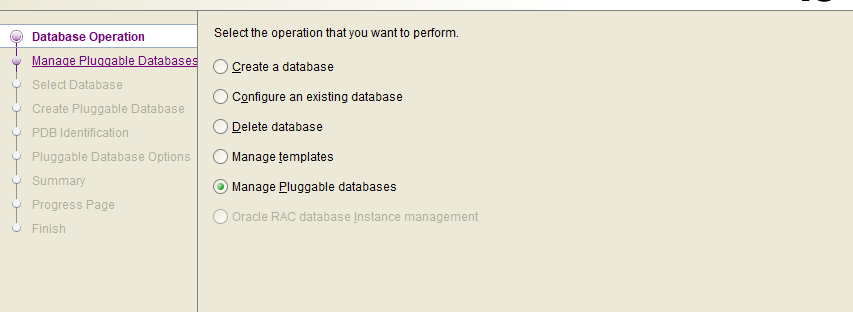 Database Operation
Manage Pluggable Databases
Select Database
Create Pluggable Database
PDB Identification
Pluggable Database Options
Summary
Progress Page
Finish
Select the operation that you want to perform.
Create a database
Configure an existing database
Delete database
Manage templates
Manage Pluggable databases
Oracle RAC database Instance management